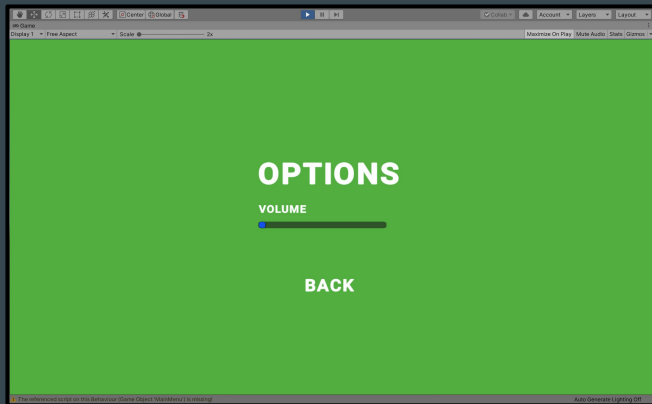 Center Global Collab Account Layers Layout
Game
Display 1 Free Aspect Scale 2x Maximize On Play Mute Audio Stats Gizmos
OPTIONS
VOLUME
BACK
The referenced script on this Behaviour (Game Object 'MainMenu') is missing! Auto Generate Lighting Off